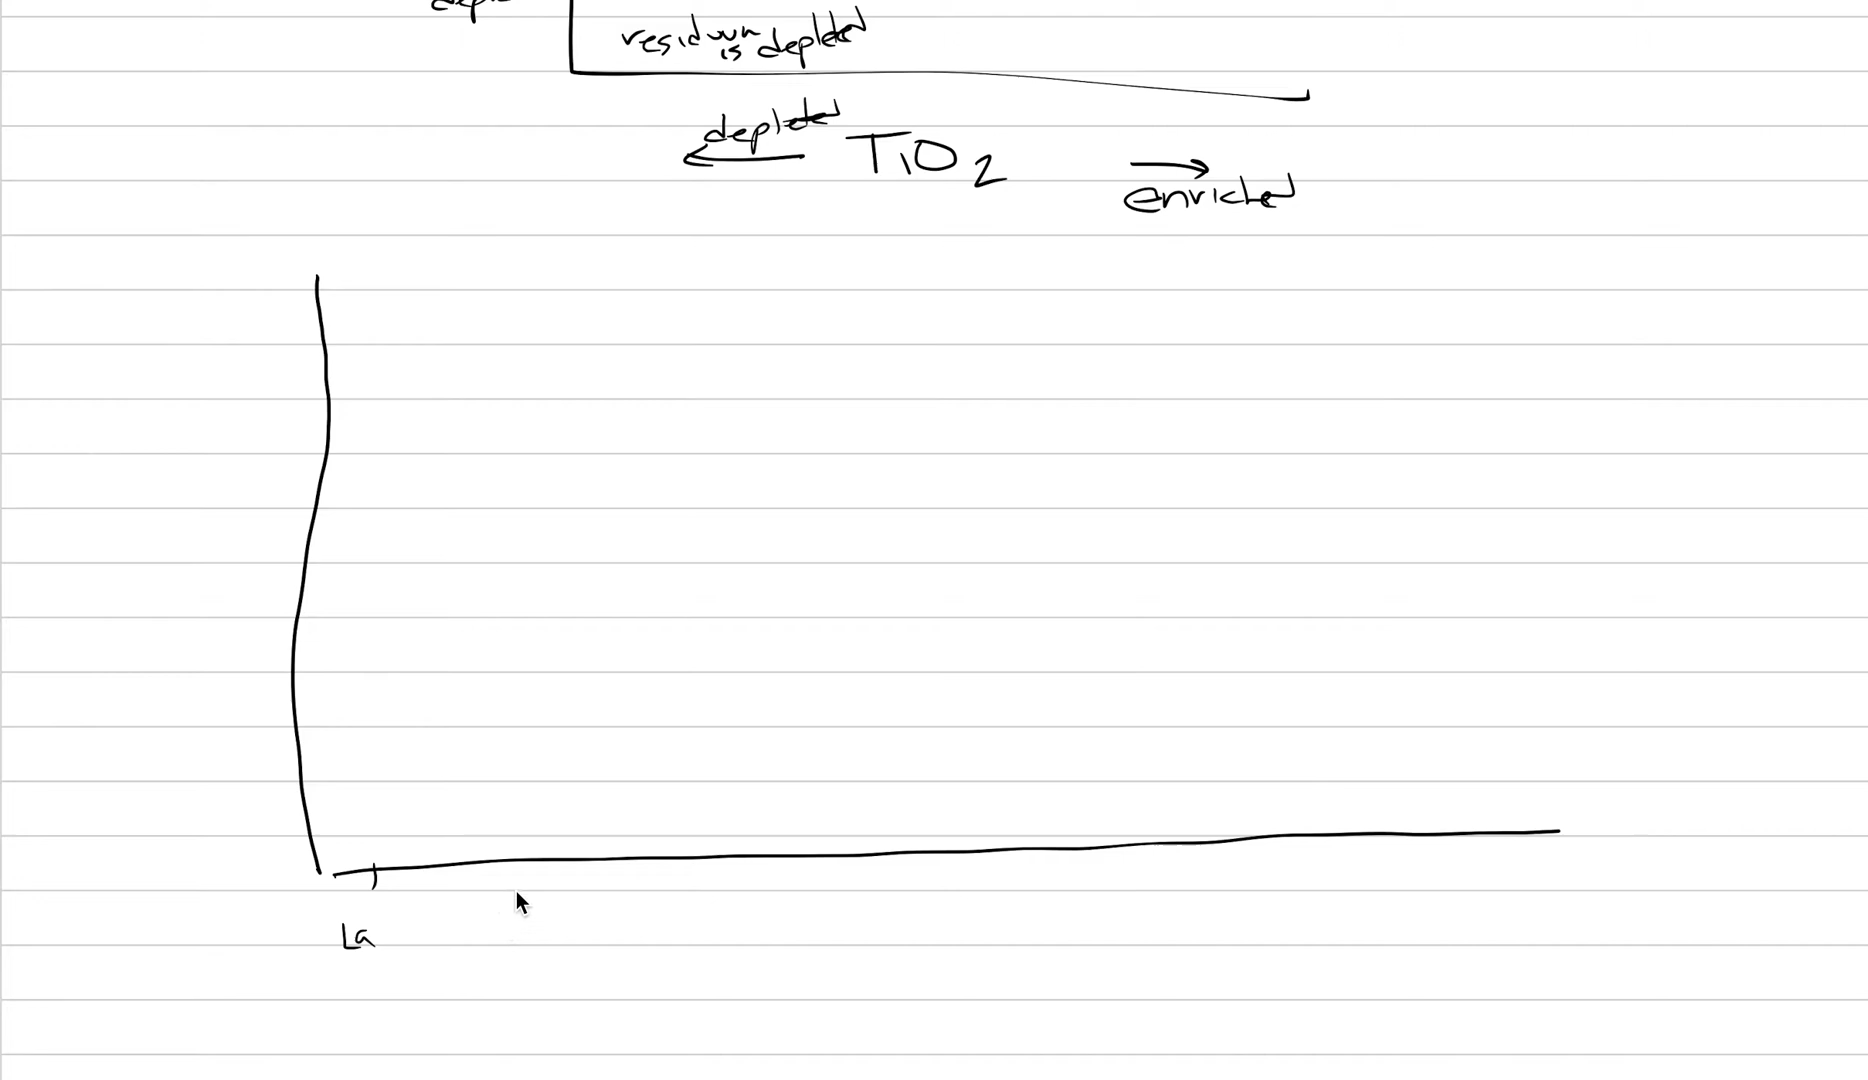 residuum
is depleted
depleted
TiO2
enriched
La